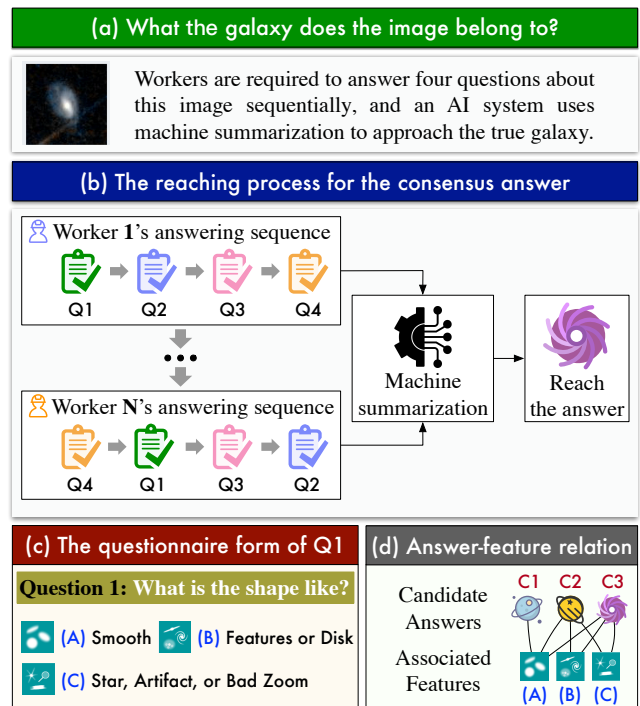 (a) What the galaxy does the image belong to?
Workers are required to answer four questions about
this image sequentially, and an AI system uses
machine summarization to approach the true galaxy.
(b) The reaching process for the consensus answer
Worker 1's answering sequence
Q1 Q2 Q3 Q4
Worker N's answering sequence
Q4 Q1 Q3 Q2
Machine
summarization
Reach
the answer
(c) The questionnaire form of Q1
Question 1: What is the shape like?
(A) Smooth (B) Features or Disk
(C) Star, Artifact, or Bad Zoom
(d) Answer-feature relation
C1 C2 C3
Candidate
Answers
Associated
Features
(A) (B) (C)